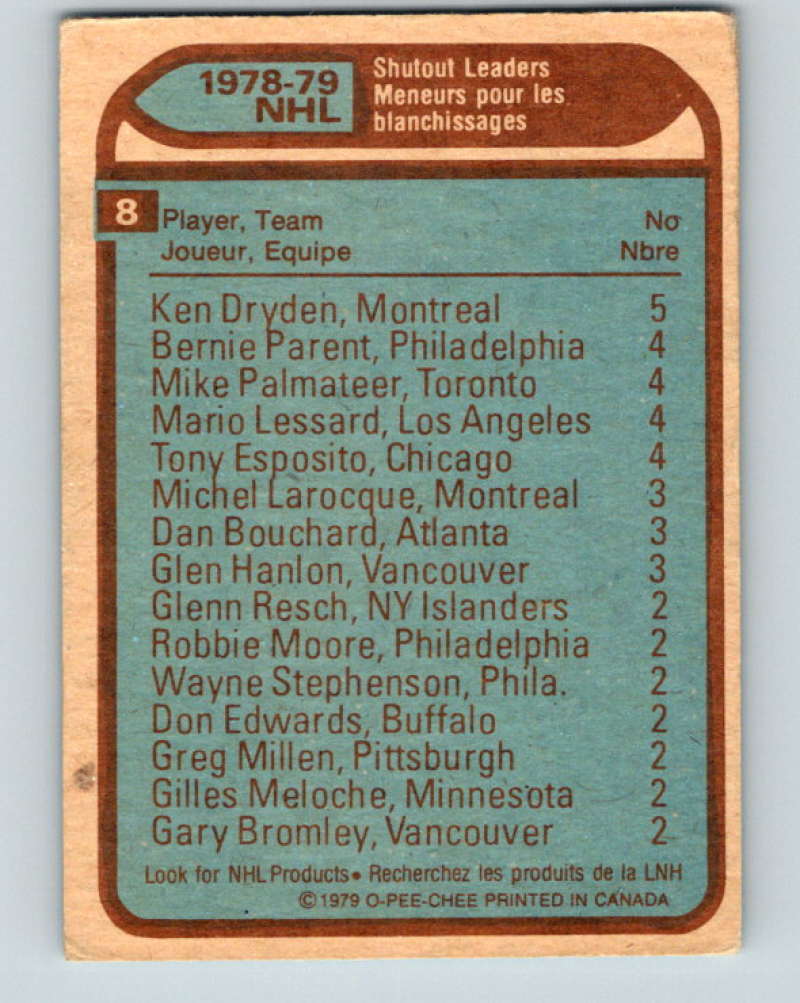 1978-79 NHL
Shutout Leaders
Meneurs pour les
blanchissages
8
Player, Team No
Joueur, Equipe Nbre
Ken Dryden, Montreal 5
Bernie Parent, Philadelphia 4
Mike Palmateer, Toronto 4
Mario Lessard, Los Angeles 4
Tony Esposito, Chicago 4
Michel Larocque, Montreal 3
Dan Bouchard, Atlanta 3
Glen Hanlon, Vancouver 3
Glenn Resch, NY Islanders 2
Robbie Moore, Philadelphia 2
Wayne Stephenson, Phila. 2
Don Edwards, Buffalo 2
Greg Millen, Pittsburgh 2
Gilles Meloche, Minnesota 2
Gary Bromley, Vancouver 2
Look for NHL Products• Recherchez les produits de la LNH
©1979 O-PEE-CHEE PRINTED IN CANADA